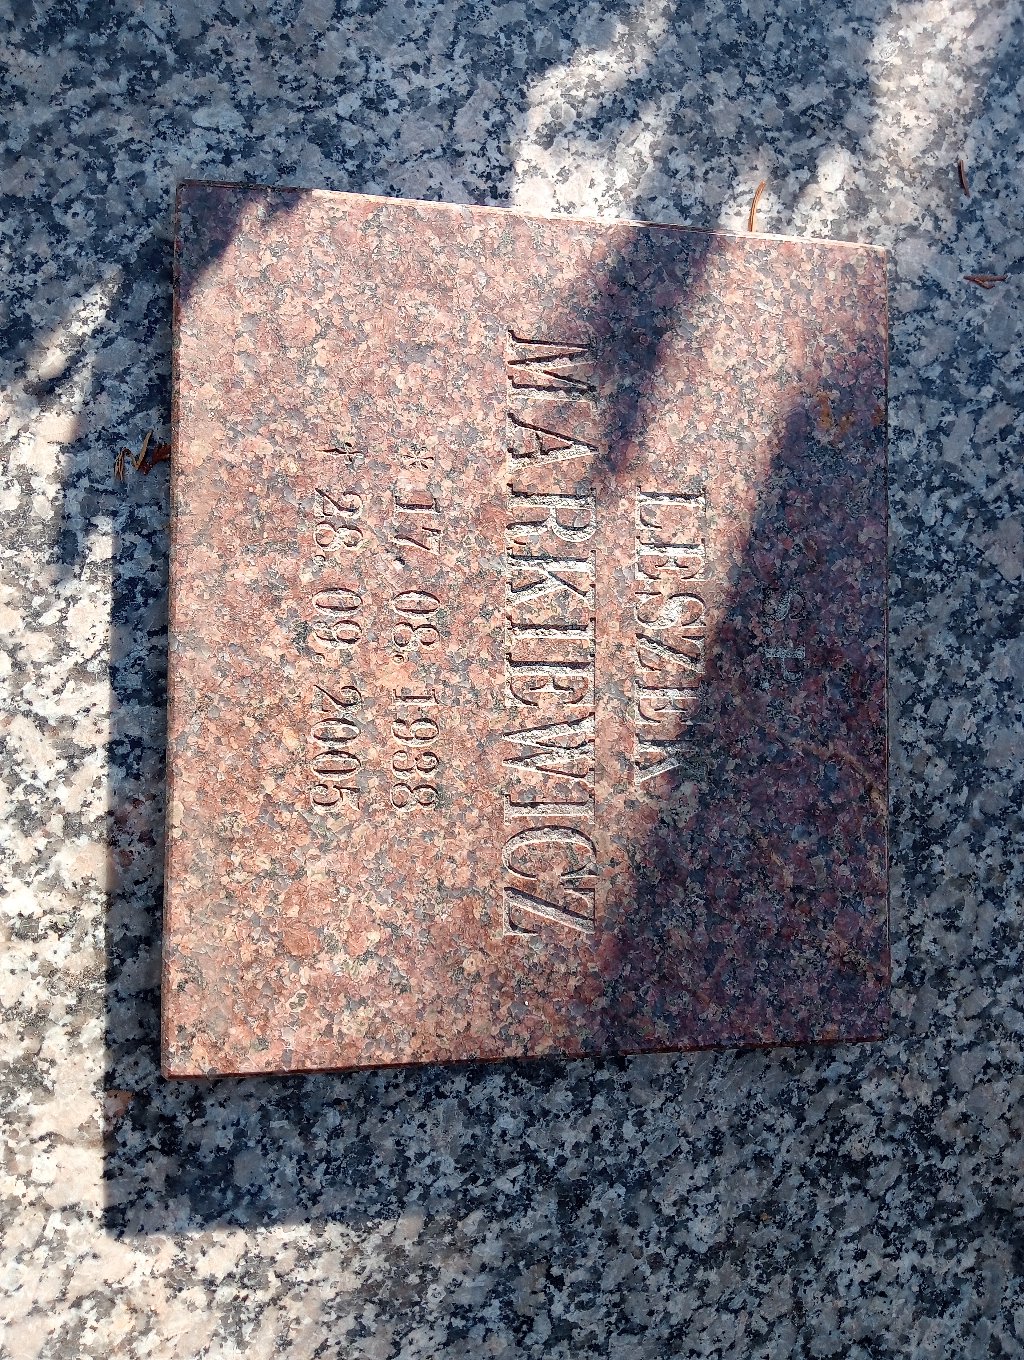 Ś P
LESZEK
MARKIEWICZ
* 17. 08. 1938
✝ 28. 09. 2005